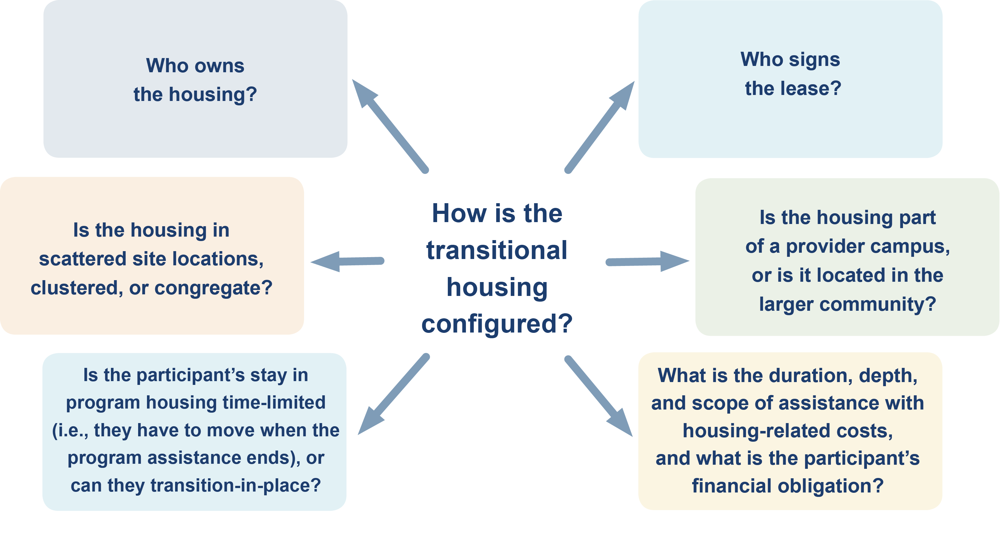 Who owns
the housing?
Who signs
the lease?
Is the housing in
scattered site locations,
clustered, or congregate?
How is the
transitional
housing
configured?
Is the housing part
of a provider campus,
or is it located in the
larger community?
Is the participant’s stay in
program housing time-limited
(i.e., they have to move when the
program assistance ends), or
can they transition-in-place?
What is the duration, depth,
and scope of assistance with
housing-related costs,
and what is the participant’s
financial obligation?